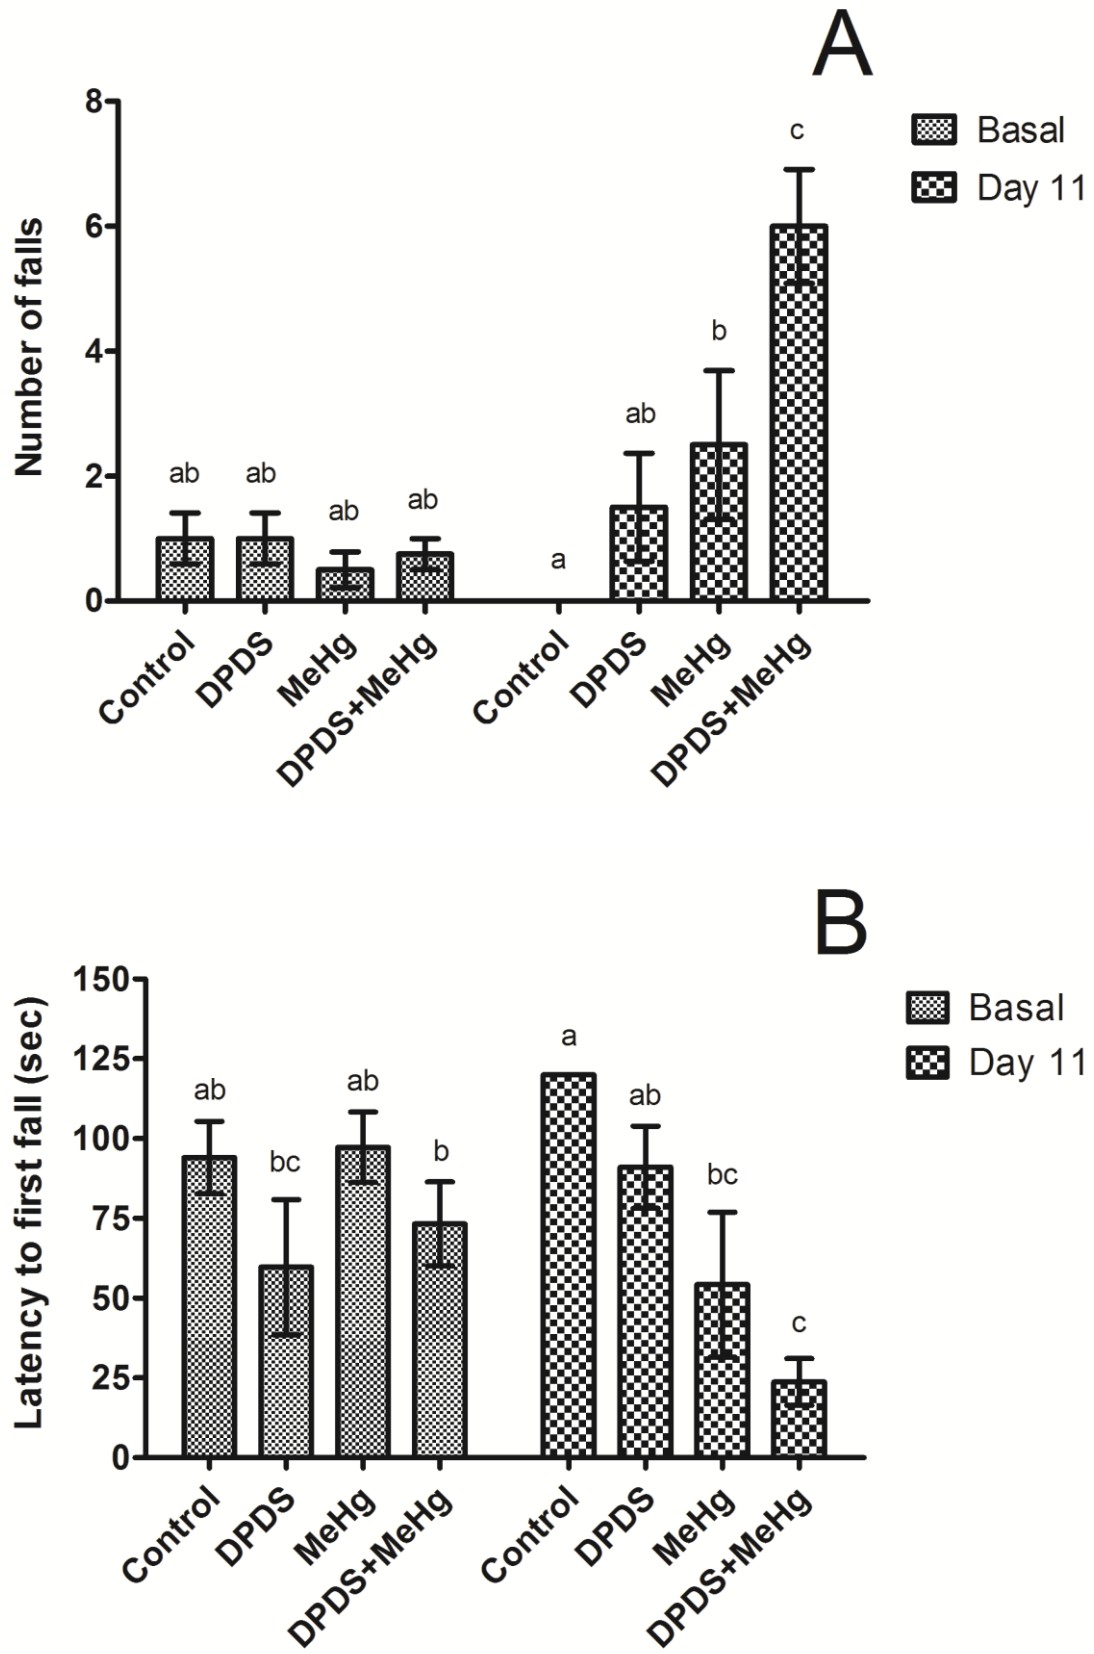 A
Basal
Day 11
Number of falls
8
6
4
2
0
ab
ab
ab
ab
a
ab
b
c
Control
DPDS
MeHg
DPDS+MeHg
Control
DPDS
MeHg
DPDS+MeHg
B
Basal
Day 11
Latency to first fall (sec)
150
125
100
75
50
25
0
ab
bc
ab
b
a
ab
bc
c
Control
DPDS
MeHg
DPDS+MeHg
Control
DPDS
MeHg
DPDS+MeHg